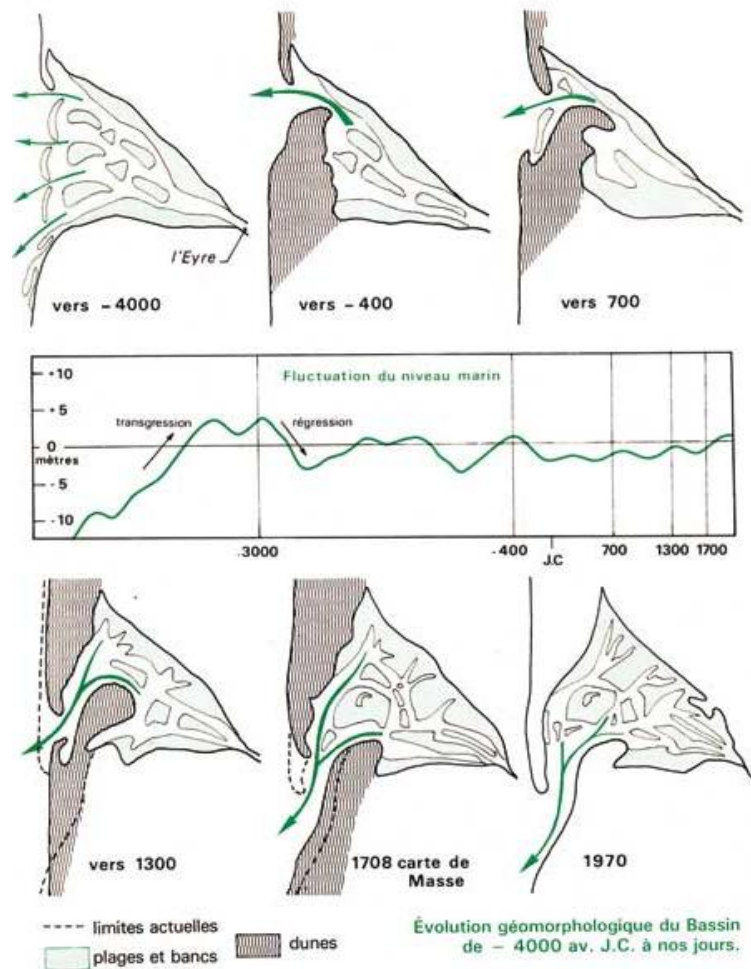 l'Eyre
vers – 4000
vers – 400
vers 700
Fluctuation du niveau marin
+10
+5
0
mètres
-5
-10
transgression
régression
.3000
-400
J.C
700
1300
1700
vers 1300
1708 carte de
Masse
1970
limites actuelles
plages et bancs
dunes
Évolution géomorphologique du Bassin
de – 4000 av. J.C. à nos jours.